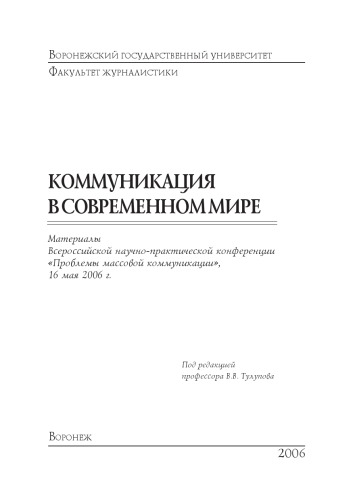 Воронежский государственный университет
Факультет журналистики
КОММУНИКАЦИЯ
В СОВРЕМЕННОМ МИРЕ
Материалы
Всероссийской научно-практической конференции
«Проблемы массовой коммуникации»,
16 мая 2006 г.
Под редакцией
профессора В.В. Тулупова
Воронеж
2006